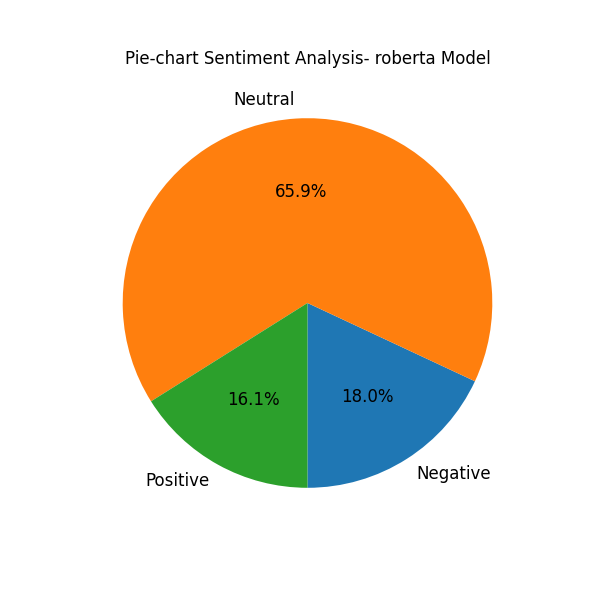 Pie-chart Sentiment Analysis- roberta Model
Neutral
65.9%
16.1%
18.0%
Positive
Negative